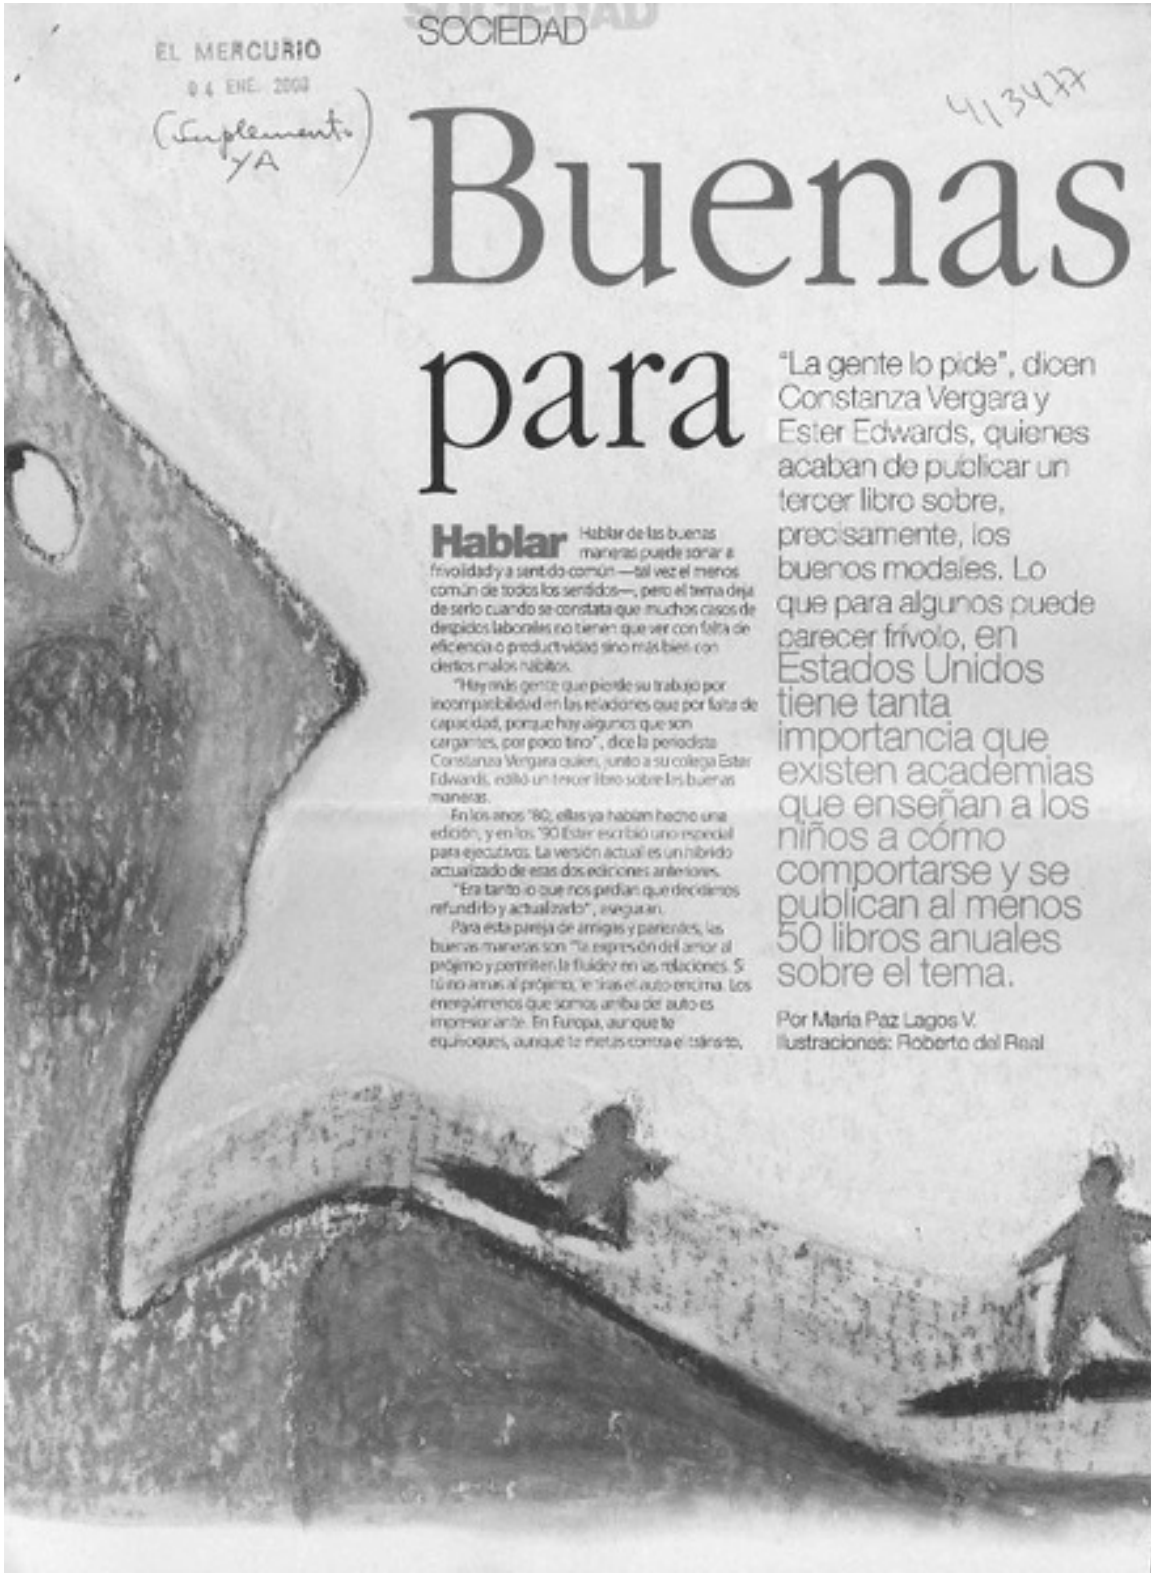 SOCIEDAD
SOCIEDAD
EL MERCURIO
04 ENE. 2000
(Suplemento)
YA
413477
Buenas
para
"La gente lo pide", dicen
Constanza Vergara y
Ester Edwards, quienes
acaban de publicar un
tercer libro sobre,
precisamente, los
buenos modales. Lo
que para algunos puede
parecer frívolo, en
Estados Unidos
tiene tanta
importancia que
existen academias
que enseñan a los
niños a cómo
comportarse y se
publican al menos
50 libros anuales
sobre el tema.
Por María Paz Lagos V.
Ilustraciones: Roberto del Real
Hablar Hablar de las buenas
maneras puede sonar a
frivolidad y a sentido común —tal vez el menos
común de todos los sentidos—, pero el tema deja
de serlo cuando se constata que muchos casos de
despidos laborales no tienen que ver con falta de
eficiencia o productividad sino más bien con
ciertos malos hábitos.
"Hay más gente que pierde su trabajo por
incompatibilidad en las relaciones que por falta de
capacidad, porque hay algunos que son
cargantes, por poco tino", dice la periodista
Constanza Vergara quien, junto a su colega Ester
Edwards, editó un tercer libro sobre las buenas
maneras.
En los años '80, ellas ya habían hecho una
edición, y en los '90 Ester escribió uno especial
para ejecutivos. La versión actual es un híbrido
actualizado de esas dos ediciones anteriores.
"Era tanto lo que nos pedían que decidimos
refundirlo y actualizarlo", aseguran.
Para esta pareja de amigas y parientes, las
buenas maneras son "la expresión del amor al
prójimo y permiten la fluidez en las relaciones. Si
tú no amas al prójimo, le tiras el auto encima. Los
energúmenos que somos arriba del auto es
impresionante. En Europa, aunque te
equivoques, aunque te metas contra el tránsito,